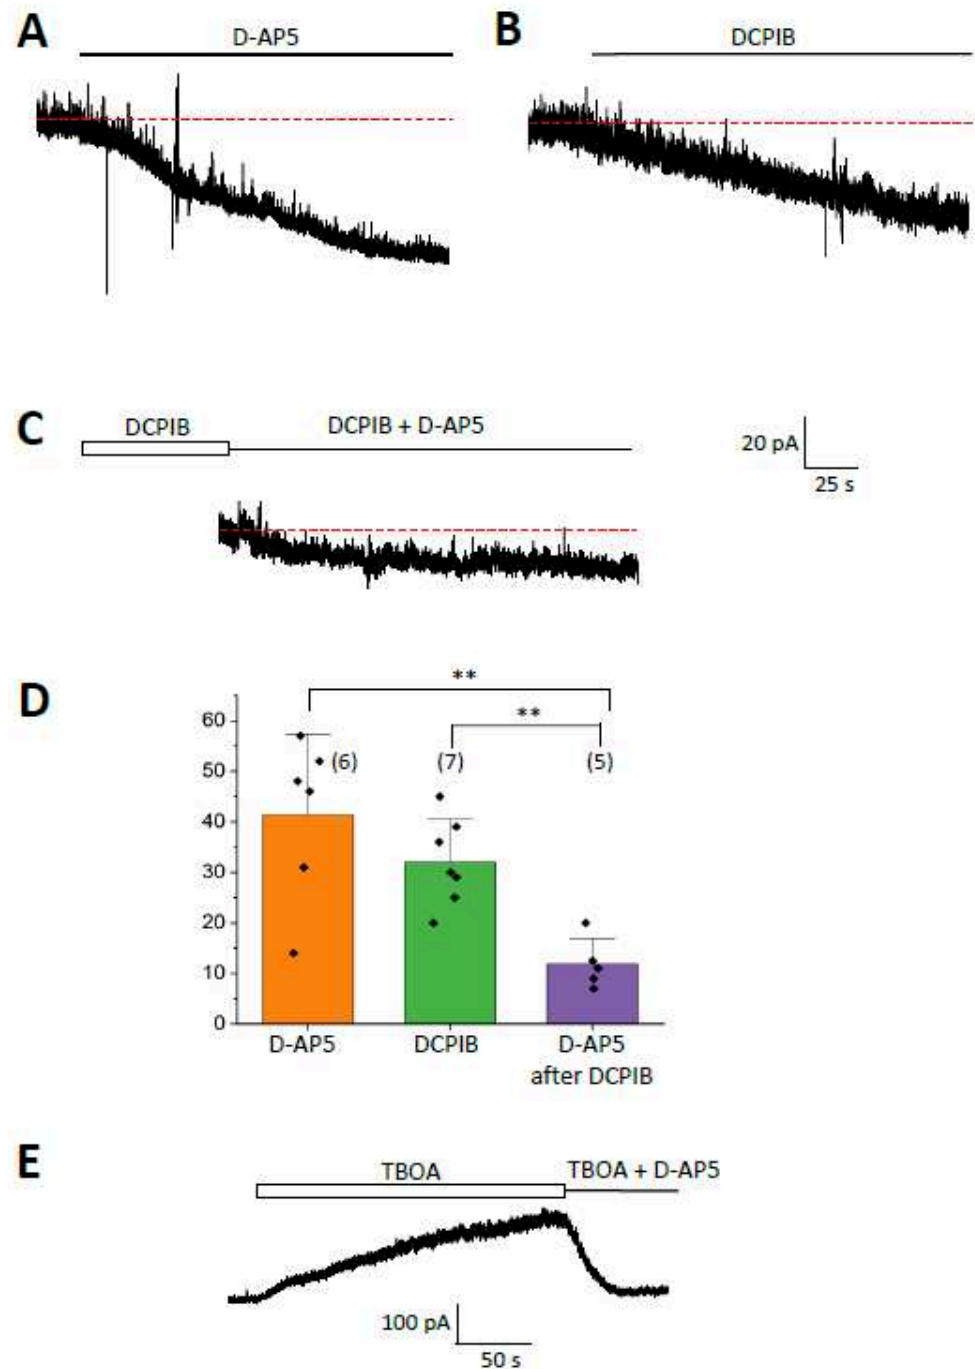 A
D-AP5
B
DCPIB
C
DCPIB
DCPIB + D-AP5
20 pA
25 s
D
**
**
60
50
40
30
20
10
0
(6)
(7)
(5)
D-AP5
DCPIB
D-AP5
after DCPIB
E
TBOA
TBOA + D-AP5
100 pA
50 s